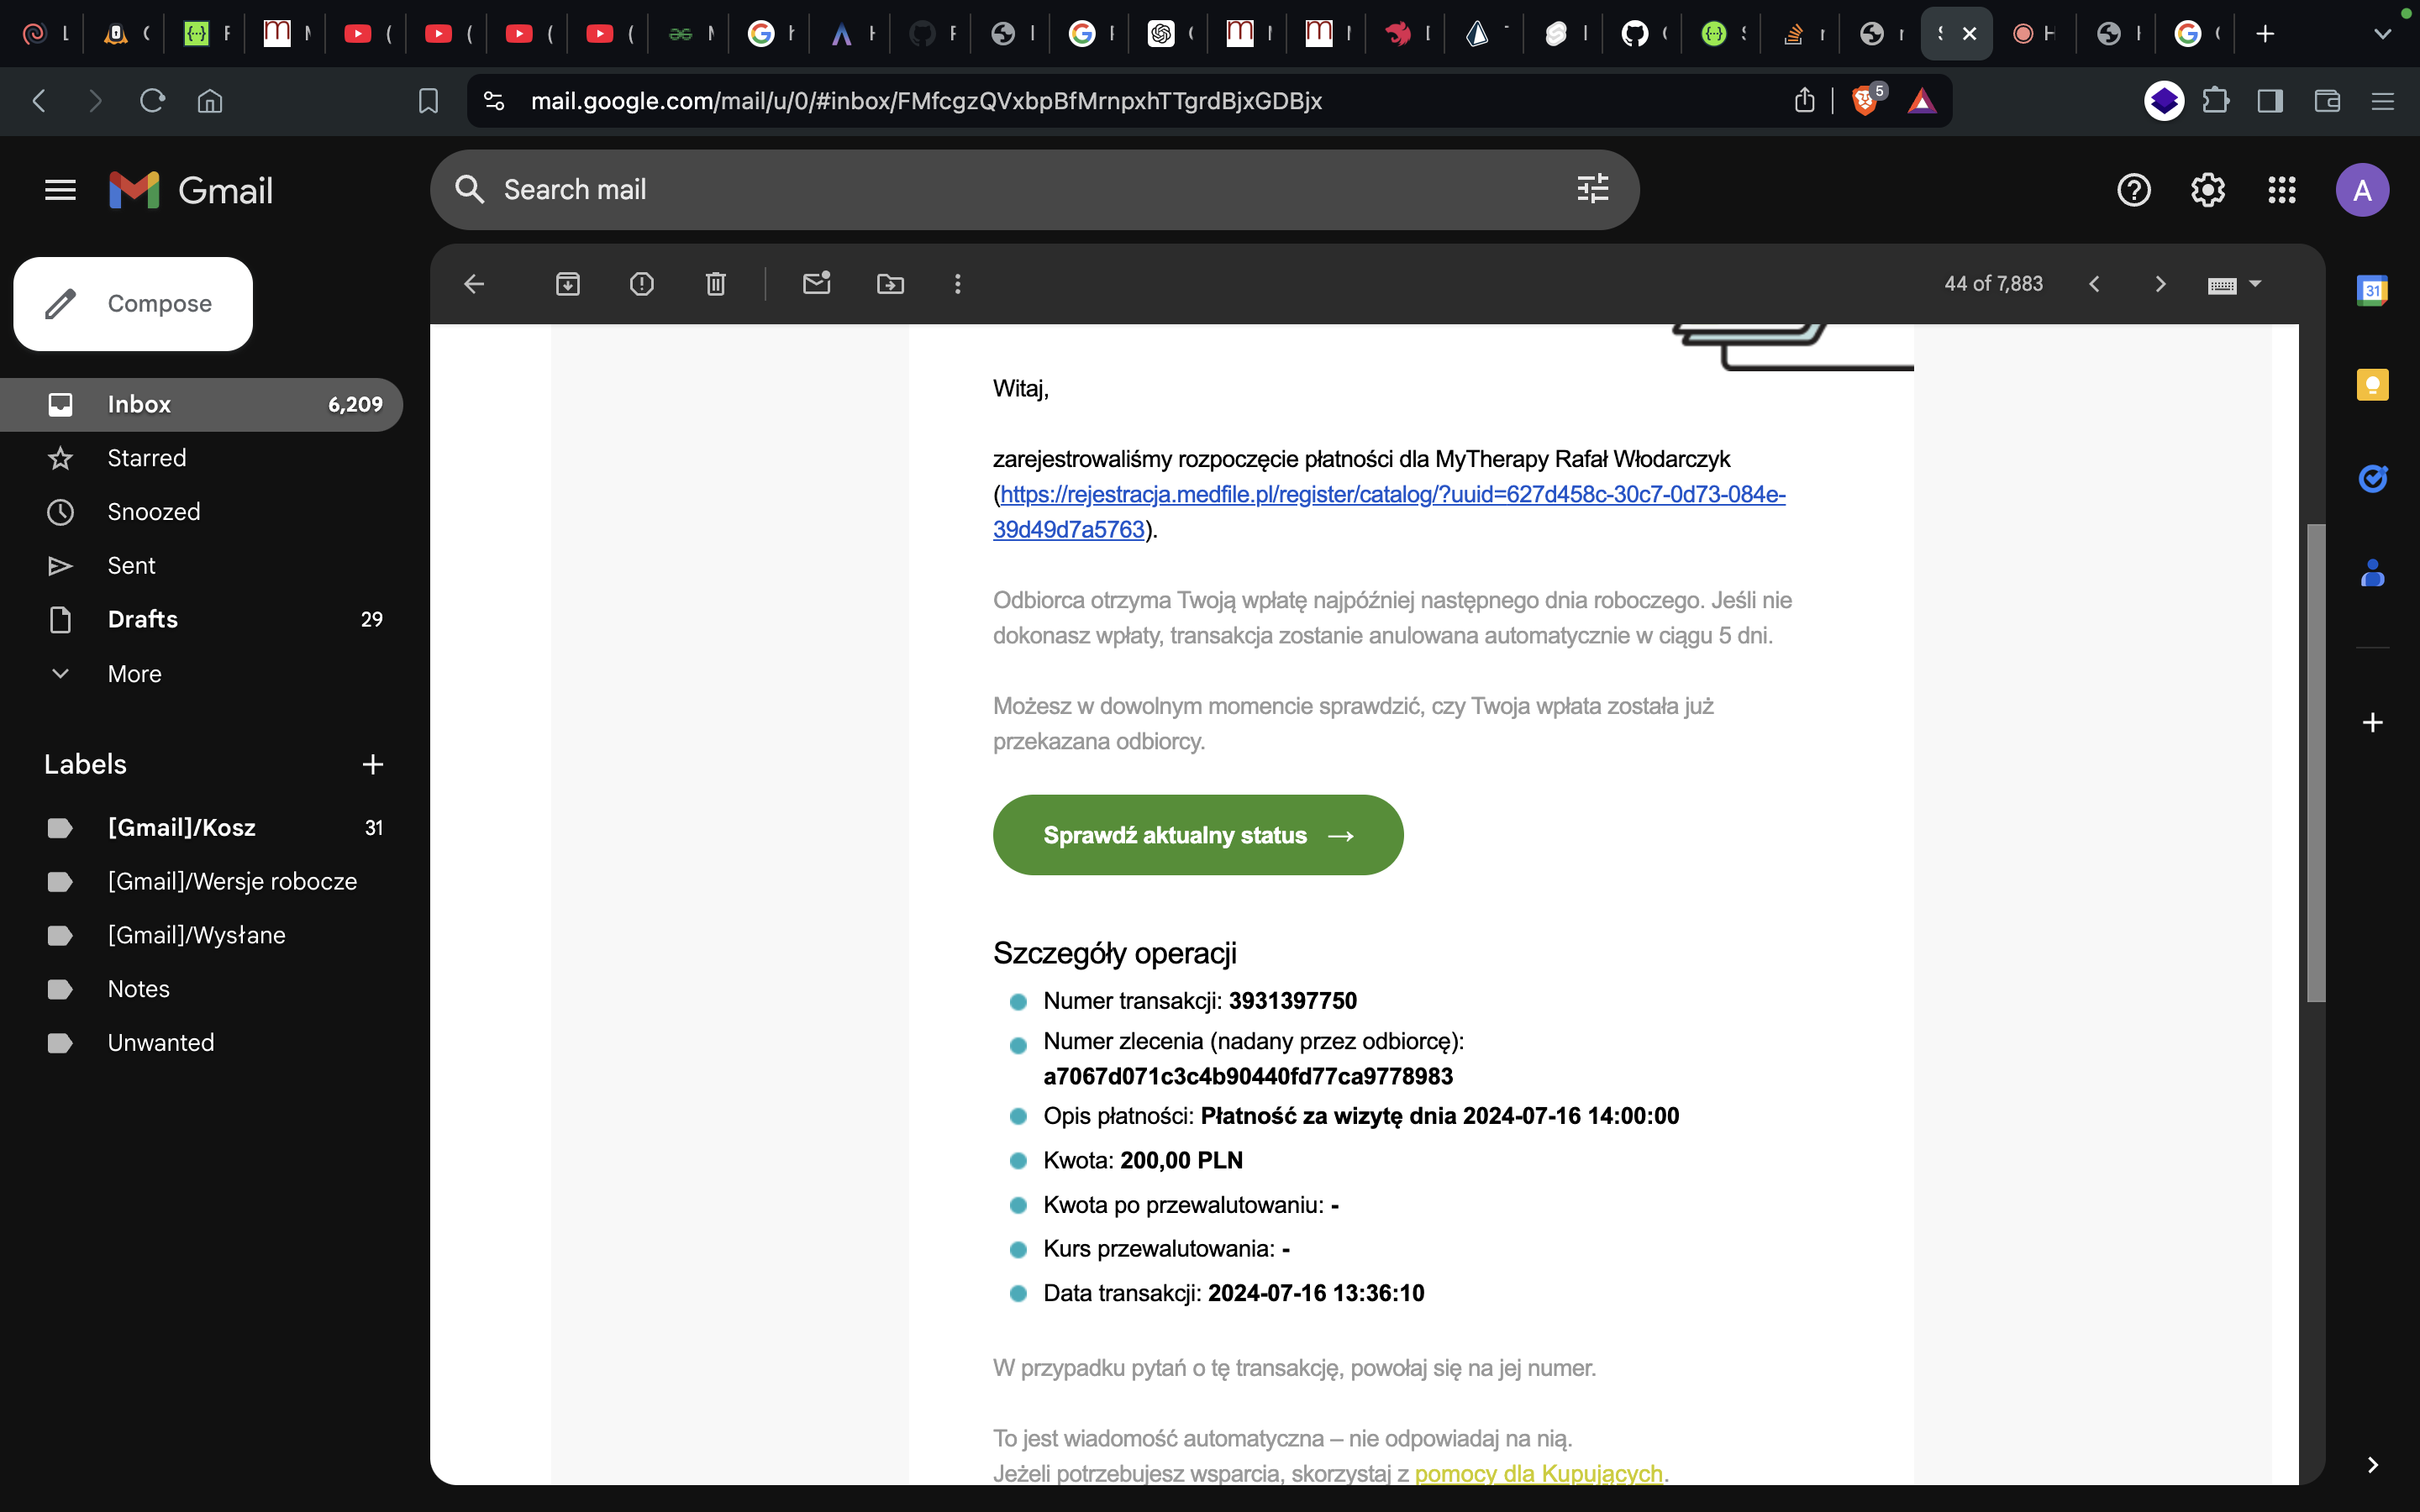 mail.google.com/mail/u/0/#inbox/FMfcgzQVxbpBfMrnpxhTTgrdBjxGDBjx
5
Gmail
Search mail
A
Compose
44 of 7,883
31
Inbox 6,209
Starred
Snoozed
Sent
Drafts 29
More
Labels
[Gmail]/Kosz 31
[Gmail]/Wersje robocze
[Gmail]/Wysłane
Notes
Unwanted
Witaj,
zarejestrowaliśmy rozpoczęcie płatności dla MyTherapy Rafał Włodarczyk
(https://rejestracja.medfile.pl/register/catalog/?uuid=627d458c-30c7-0d73-084e-
39d49d7a5763).
Odbiorca otrzyma Twoją wpłatę najpóźniej następnego dnia roboczego. Jeśli nie
dokonasz wpłaty, transakcja zostanie anulowana automatycznie w ciągu 5 dni.
Możesz w dowolnym momencie sprawdzić, czy Twoja wpłata została już
przekazana odbiorcy.
Sprawdź aktualny status →
Szczegóły operacji
Numer transakcji: 3931397750
Numer zlecenia (nadany przez odbiorcę):
a7067d071c3c4b90440fd77ca9778983
Opis płatności: Płatność za wizytę dnia 2024-07-16 14:00:00
Kwota: 200,00 PLN
Kwota po przewalutowaniu: -
Kurs przewalutowania: -
Data transakcji: 2024-07-16 13:36:10
W przypadku pytań o tę transakcję, powołaj się na jej numer.
To jest wiadomość automatyczna – nie odpowiadaj na nią.
Jeżeli potrzebujesz wsparcia, skorzystaj z pomocy dla Kupujących.